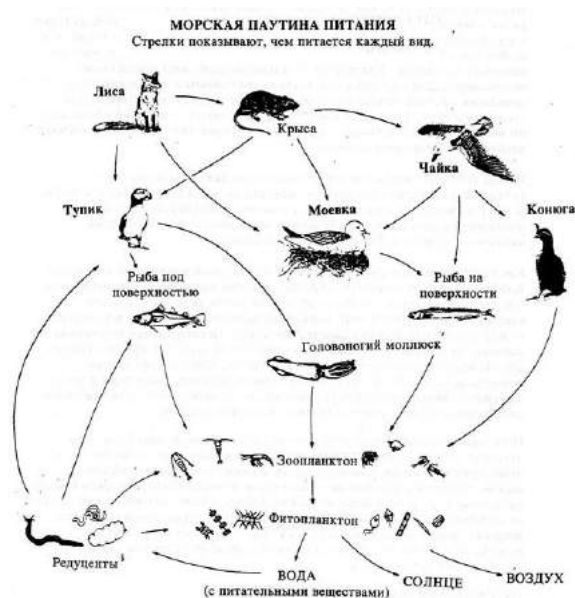 МОРСКАЯ ПАУТИНА ПИТАНИЯ
Стрелки показывают, чем питается каждый вид.
Лиса
Крыса
Чайка
Тупик
Моевка
Конюга
Рыба под
поверхностью
Рыба на
поверхности
Головоногий моллюск
Зоопланктон
Фитопланктон
Редуценты
ВОДА
(с питательными веществами)
СОЛНЦЕ
ВОЗДУХ